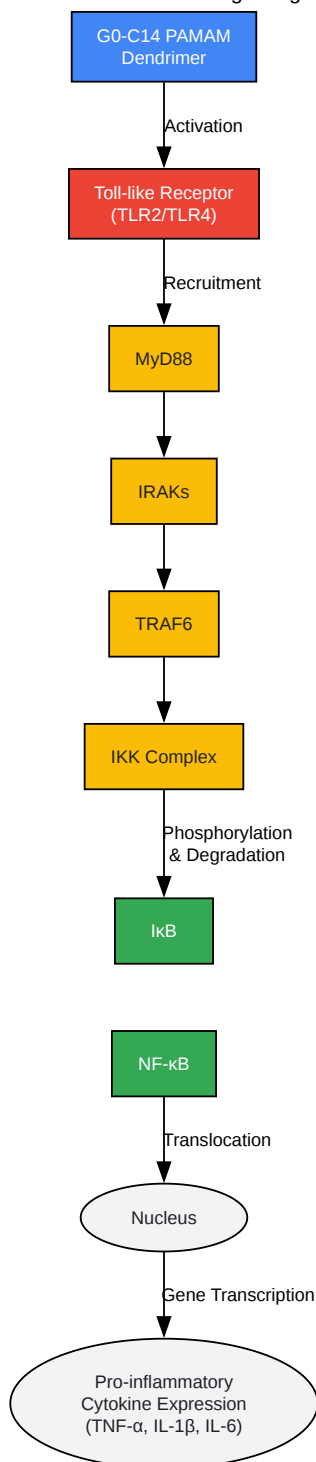 G0-C14 PAMAM
Dendrimer
Activation
Toll-like Receptor
(TLR2/TLR4)
Recruitment
MyD88
IRAKs
TRAF6
IKK Complex
Phosphorylation
& Degradation
IκB
NF-κB
Translocation
Nucleus
Gene Transcription
Pro-inflammatory
Cytokine Expression
(TNF-α, IL-1β, IL-6)